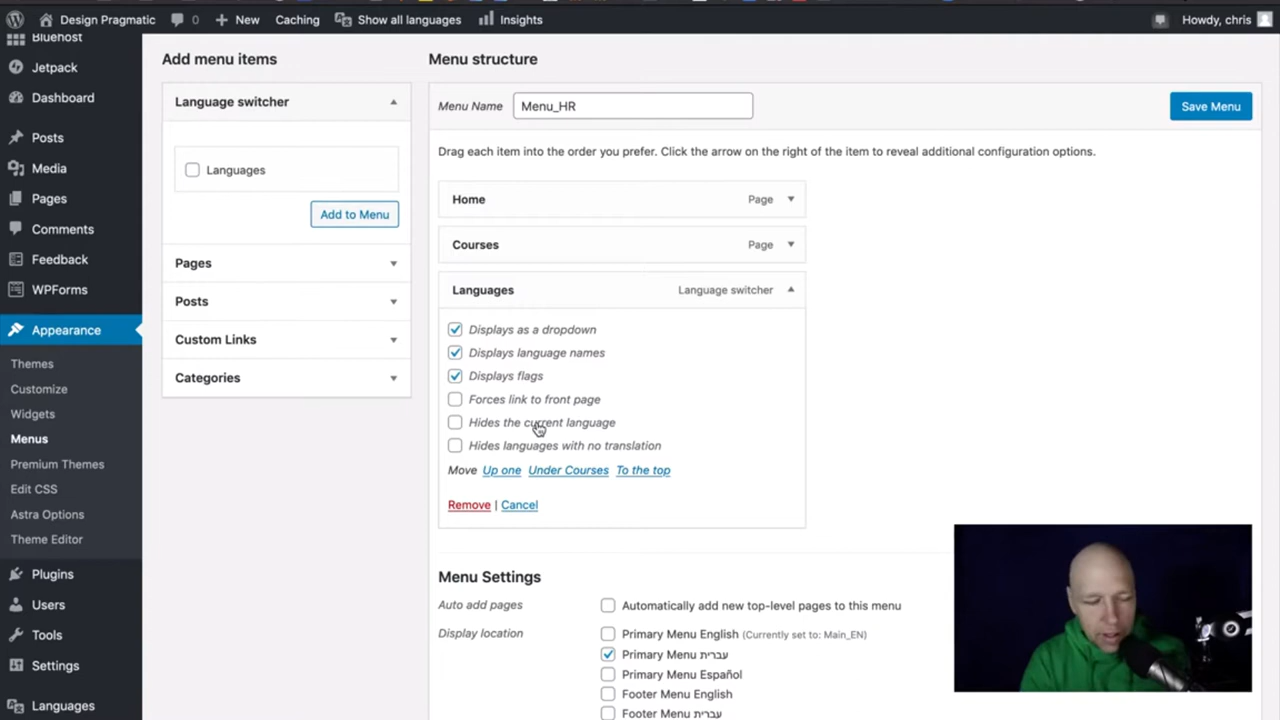 Design Pragmatic 0 New Caching Show all languages Insights Howdy, chris
Bluehost
Jetpack
Dashboard
Posts
Media
Pages
Comments
Feedback
WPForms
Appearance
Themes
Customize
Widgets
Menus
Premium Themes
Edit CSS
Astra Options
Theme Editor
Plugins
Users
Tools
Settings
Languages
Add menu items
Language switcher
Languages
Add to Menu
Pages
Posts
Custom Links
Categories
Menu structure
Menu Name Menu_HR Save Menu
Drag each item into the order you prefer. Click the arrow on the right of the item to reveal additional configuration options.
Home Page
Courses Page
Languages Language switcher
Displays as a dropdown
Displays language names
Displays flags
Forces link to front page
Hides the current language
Hides languages with no translation
Move Up one Under Courses To the top
Remove | Cancel
Menu Settings
Auto add pages Automatically add new top-level pages to this menu
Display location Primary Menu English (Currently set to: Main_EN)
Primary Menu עברית
Primary Menu Español
Footer Menu English
Footer Menu עברית